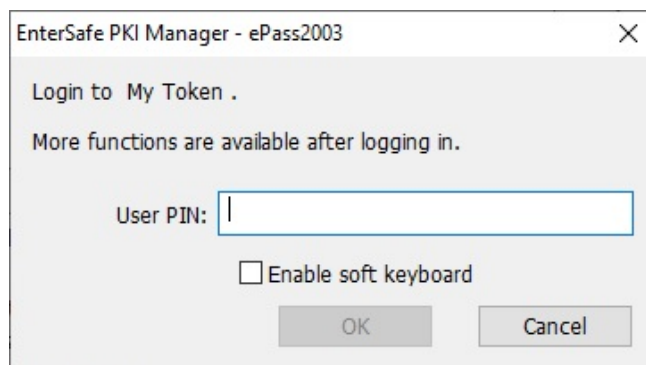 EnterSafe PKI Manager - ePass2003
Login to My Token .
More functions are available after logging in.
User PIN:
Enable soft keyboard
OK Cancel